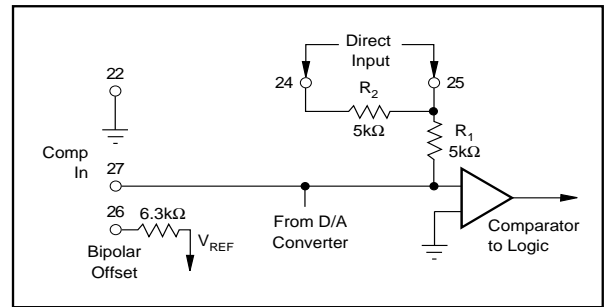 Direct
Input
22
24
25
R2
5kΩ
R1
5kΩ
Comp
In
27
26
6.3kΩ
Bipolar
Offset
VREF
From D/A
Converter
Comparator
to Logic